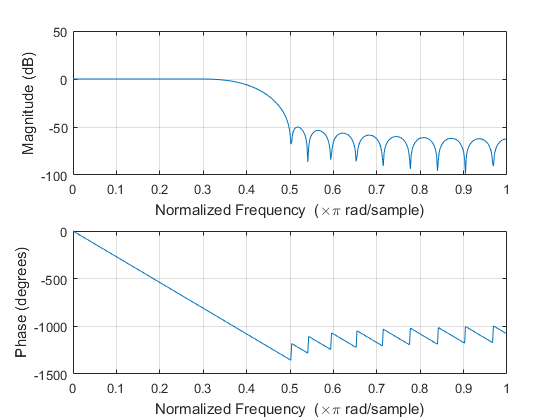 50
0
-50
-100
Magnitude (dB)
0 0.1 0.2 0.3 0.4 0.5 0.6 0.7 0.8 0.9 1
Normalized Frequency (×π rad/sample)
0
-500
-1000
-1500
Phase (degrees)
0 0.1 0.2 0.3 0.4 0.5 0.6 0.7 0.8 0.9 1
Normalized Frequency (×π rad/sample)